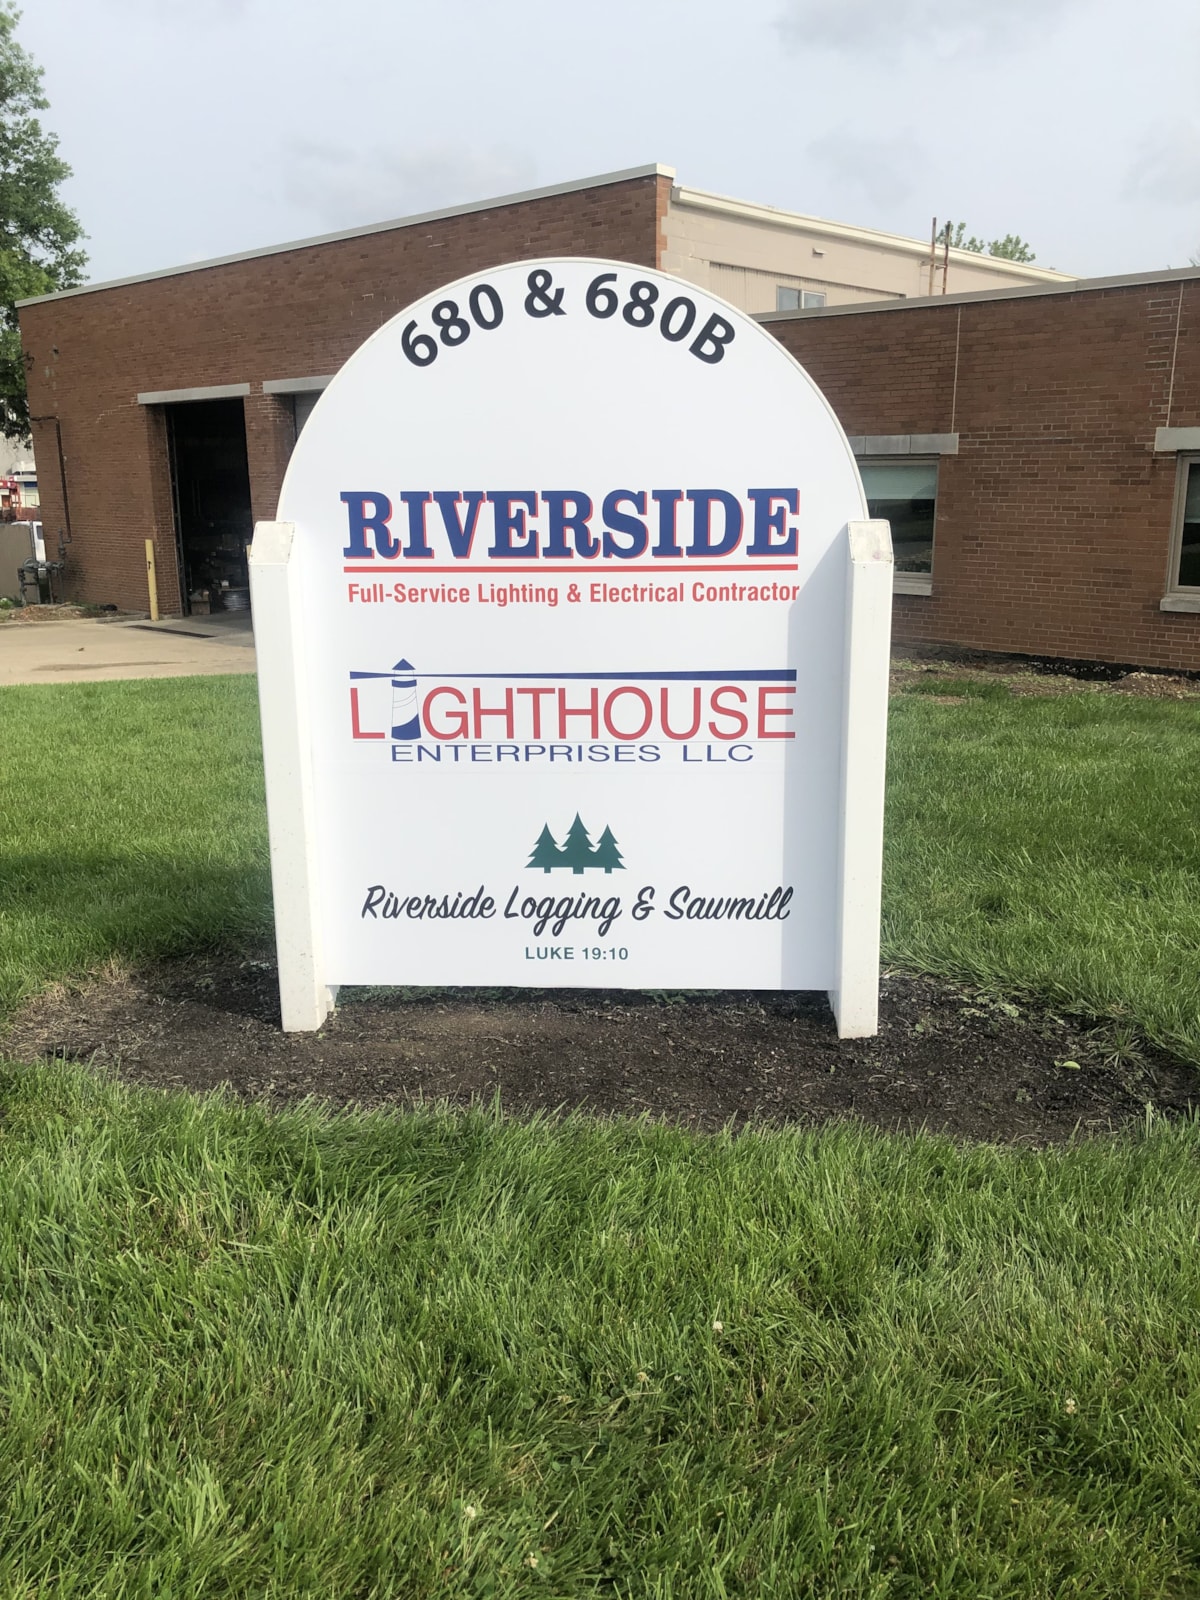 680 & 680B
RIVERSIDE
Full-Service Lighting & Electrical Contractor
LIGHTHOUSE
ENTERPRISES LLC
Riverside Logging & Sawmill
LUKE 19:10